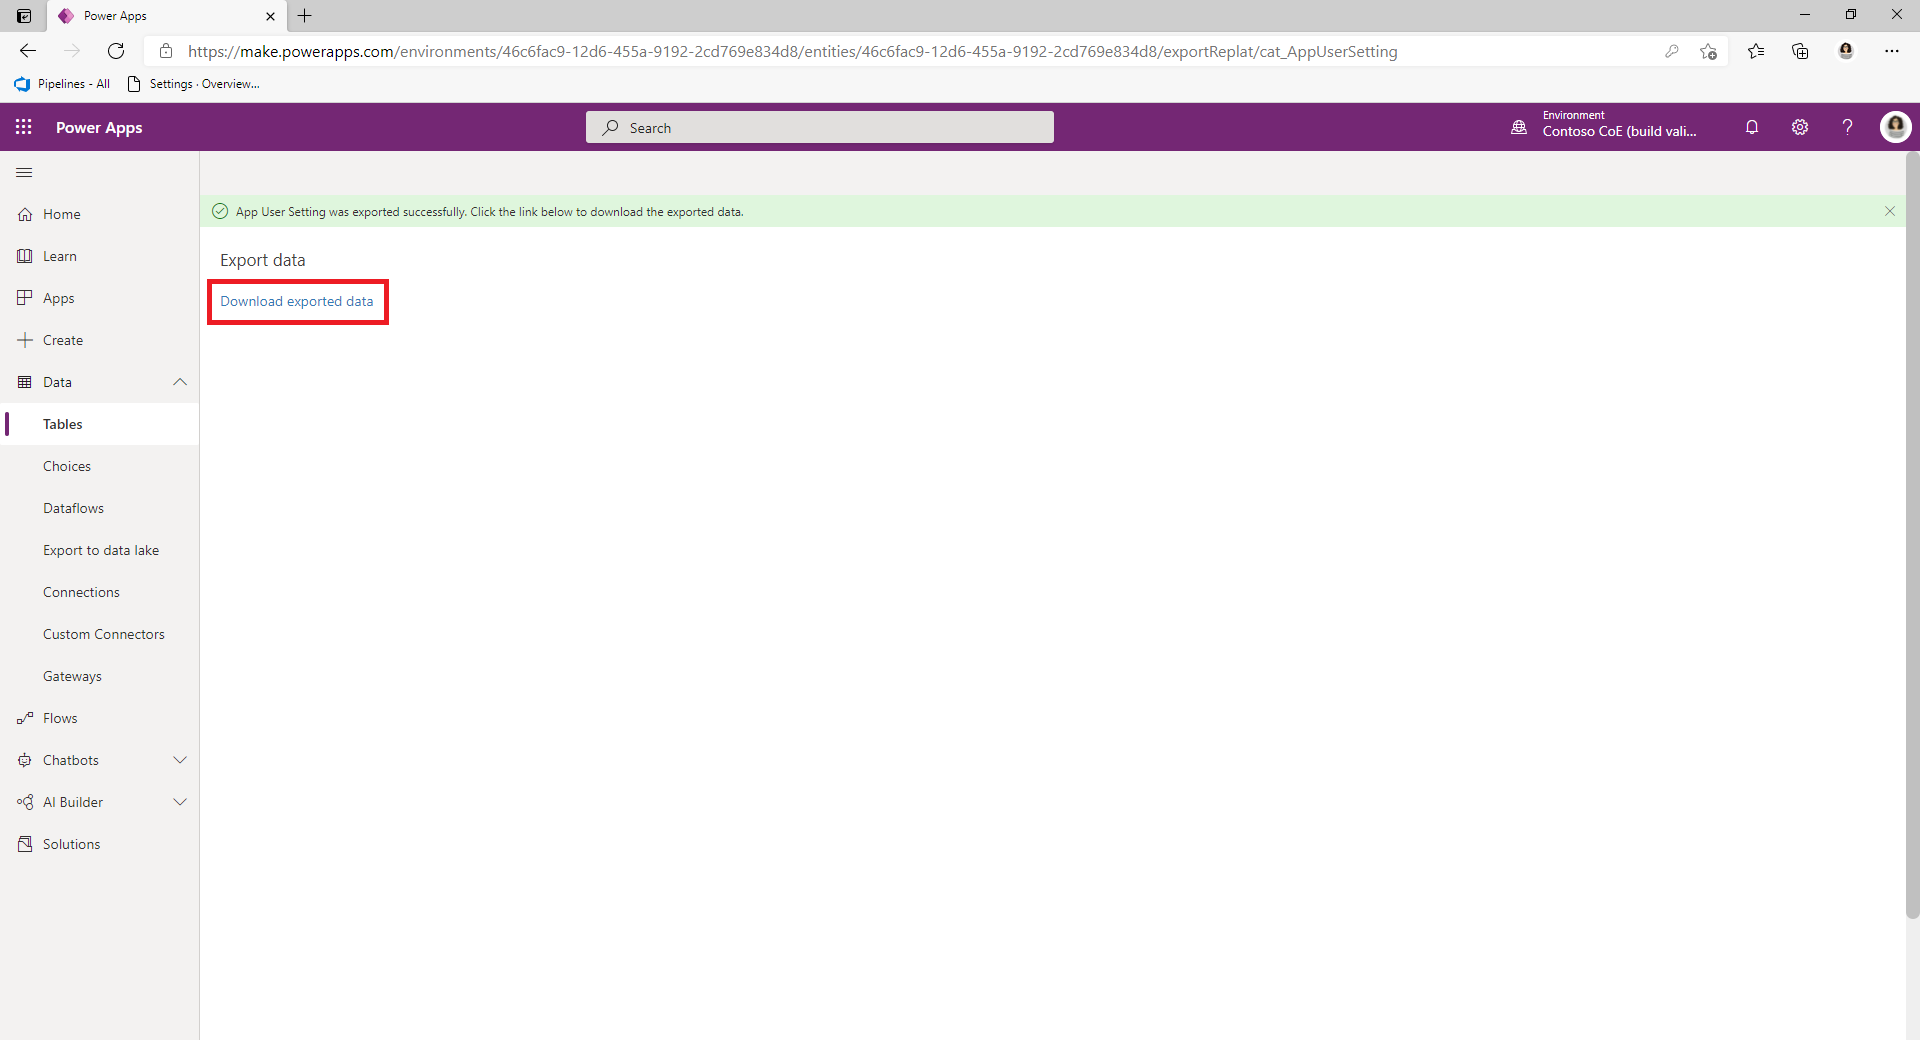 Power Apps
https://make.powerapps.com/environments/46c6fac9-12d6-455a-9192-2cd769e834d8/entities/46c6fac9-12d6-455a-9192-2cd769e834d8/exportReplat/cat_AppUserSetting
Pipelines - All
Settings · Overview...
Power Apps
Search
Environment
Contoso CoE (build vali...
Home
Learn
Apps
Create
Data
Tables
Choices
Dataflows
Export to data lake
Connections
Custom Connectors
Gateways
Flows
Chatbots
AI Builder
Solutions
App User Setting was exported successfully. Click the link below to download the exported data.
Export data
Download exported data